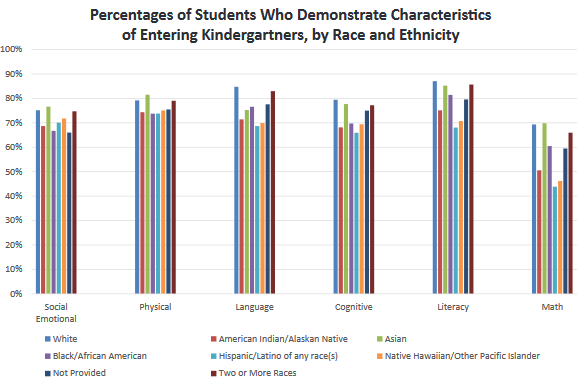 Percentages of Students Who Demonstrate Characteristics
of Entering Kindergartners, by Race and Ethnicity
100%
90%
80%
70%
60%
50%
40%
30%
20%
10%
0%
Social Emotional Physical Language Cognitive Literacy Math
White American Indian/Alaskan Native Asian
Black/African American Hispanic/Latino of any race(s) Native Hawaiian/Other Pacific Islander
Not Provided Two or More Races